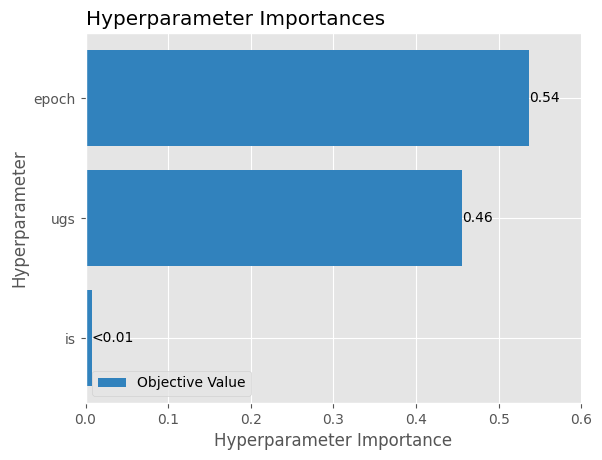 Hyperparameter Importances
Hyperparameter
epoch
0.54
ugs
0.46
is
<0.01
Objective Value
0.0 0.1 0.2 0.3 0.4 0.5 0.6
Hyperparameter Importance